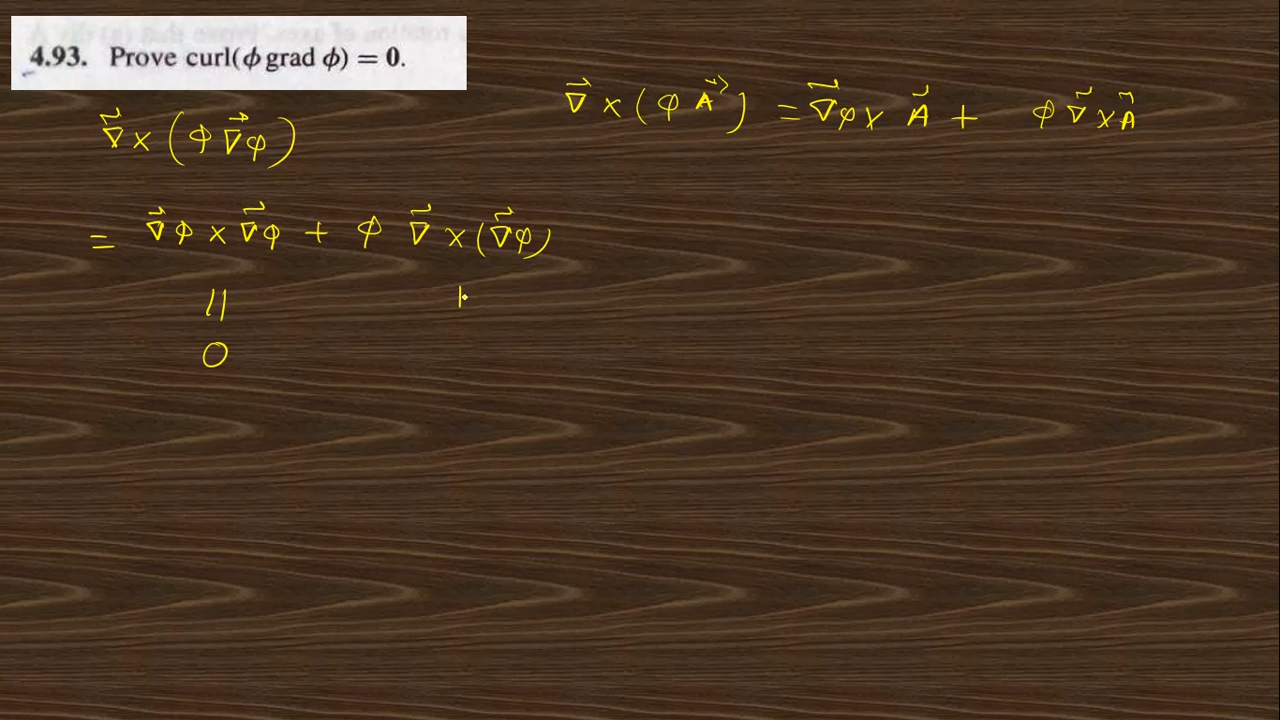 4.93. Prove curl(ϕ grad ϕ) = 0.
∇⃗ × (φ A⃗) = ∇⃗φ × A⃗ + φ ∇⃗ × A⃗
∇⃗ × (φ ∇⃗φ)
= ∇⃗φ × ∇⃗φ + φ ∇⃗ × (∇⃗φ)
||
0